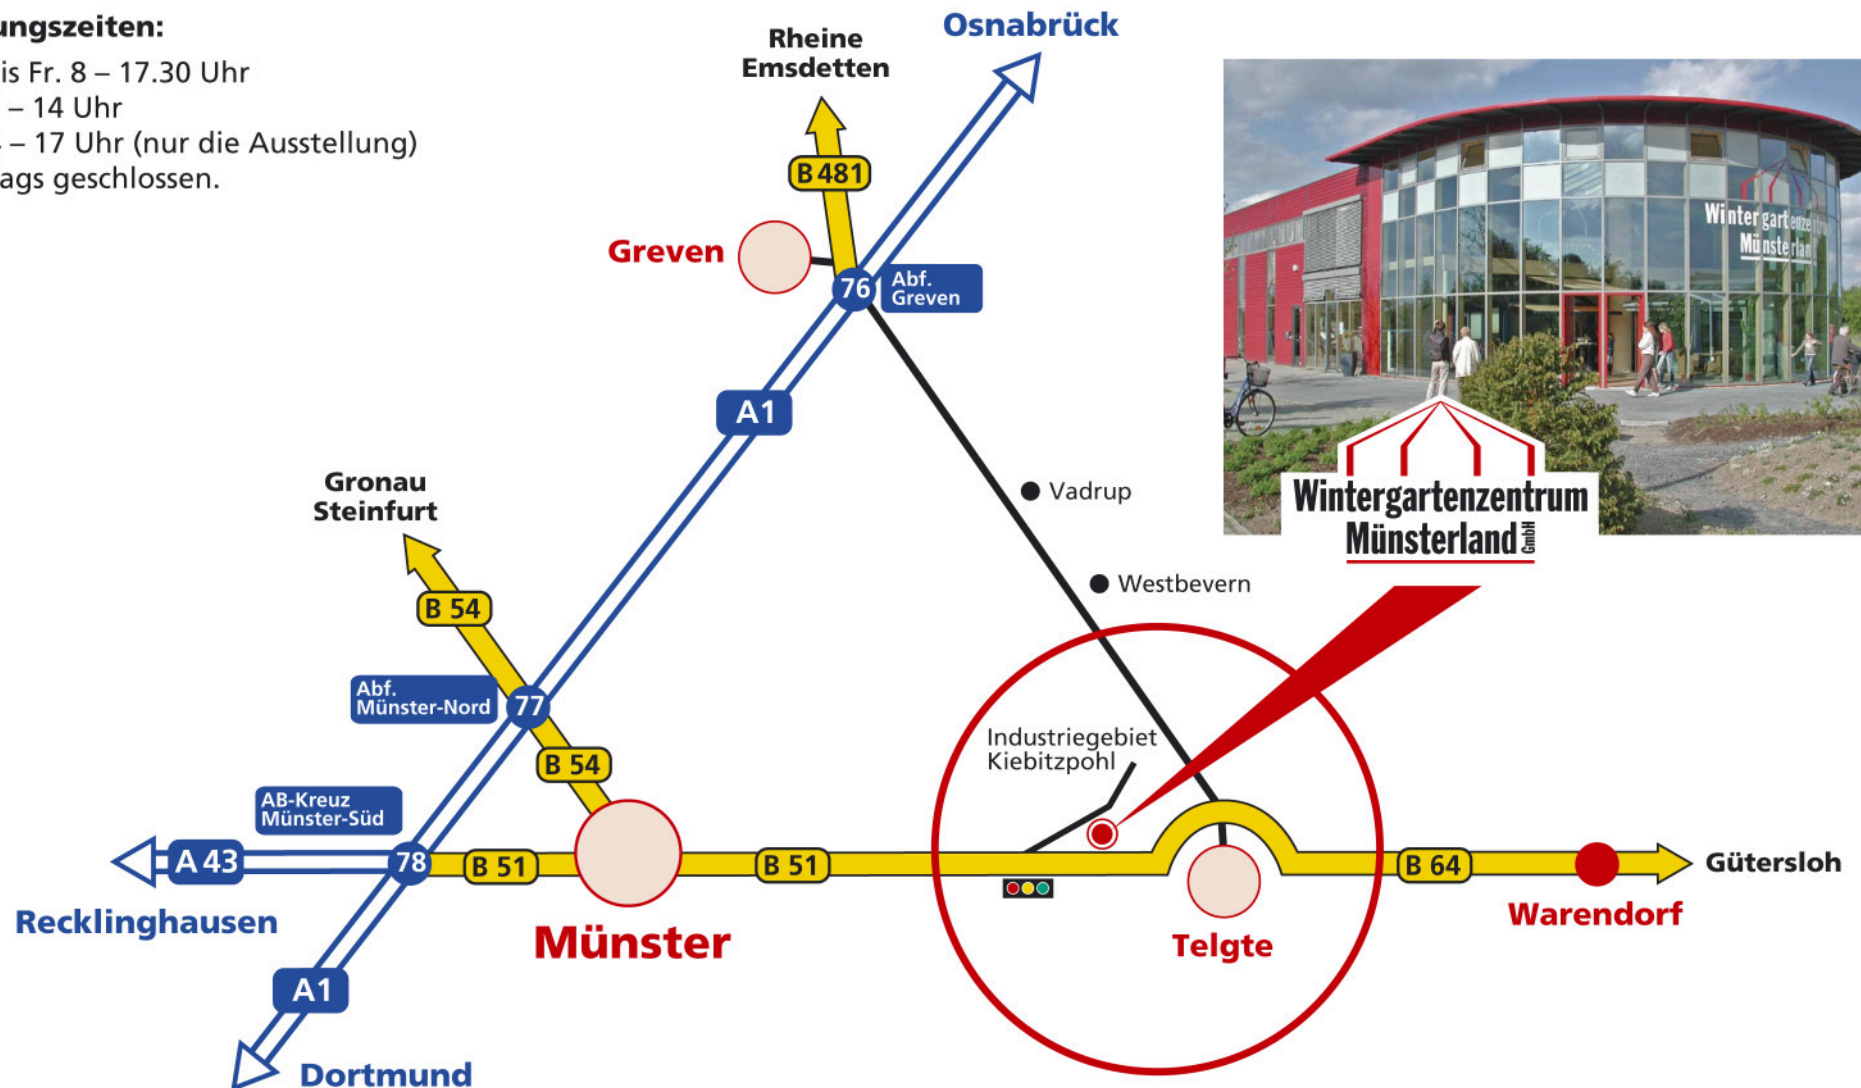 ungszeiten:
is Fr. 8 – 17.30 Uhr
– 14 Uhr
– 17 Uhr (nur die Ausstellung)
ags geschlossen.
Rheine
Emsdetten
Osnabrück
B 481
Greven
76
Abf.
Greven
A1
Gronau
Steinfurt
B 54
Vadrup
Westbevern
Wintergartenze
Münsterlan
Wintergartenzentrum
Münsterland GmbH
Abf.
Münster-Nord
77
B 54
Industriegebiet
Kiebitzpohl
AB-Kreuz
Münster-Süd
A 43
78
B 51
B 51
B 64
Gütersloh
Recklinghausen
Münster
Telgte
Warendorf
A1
Dortmund